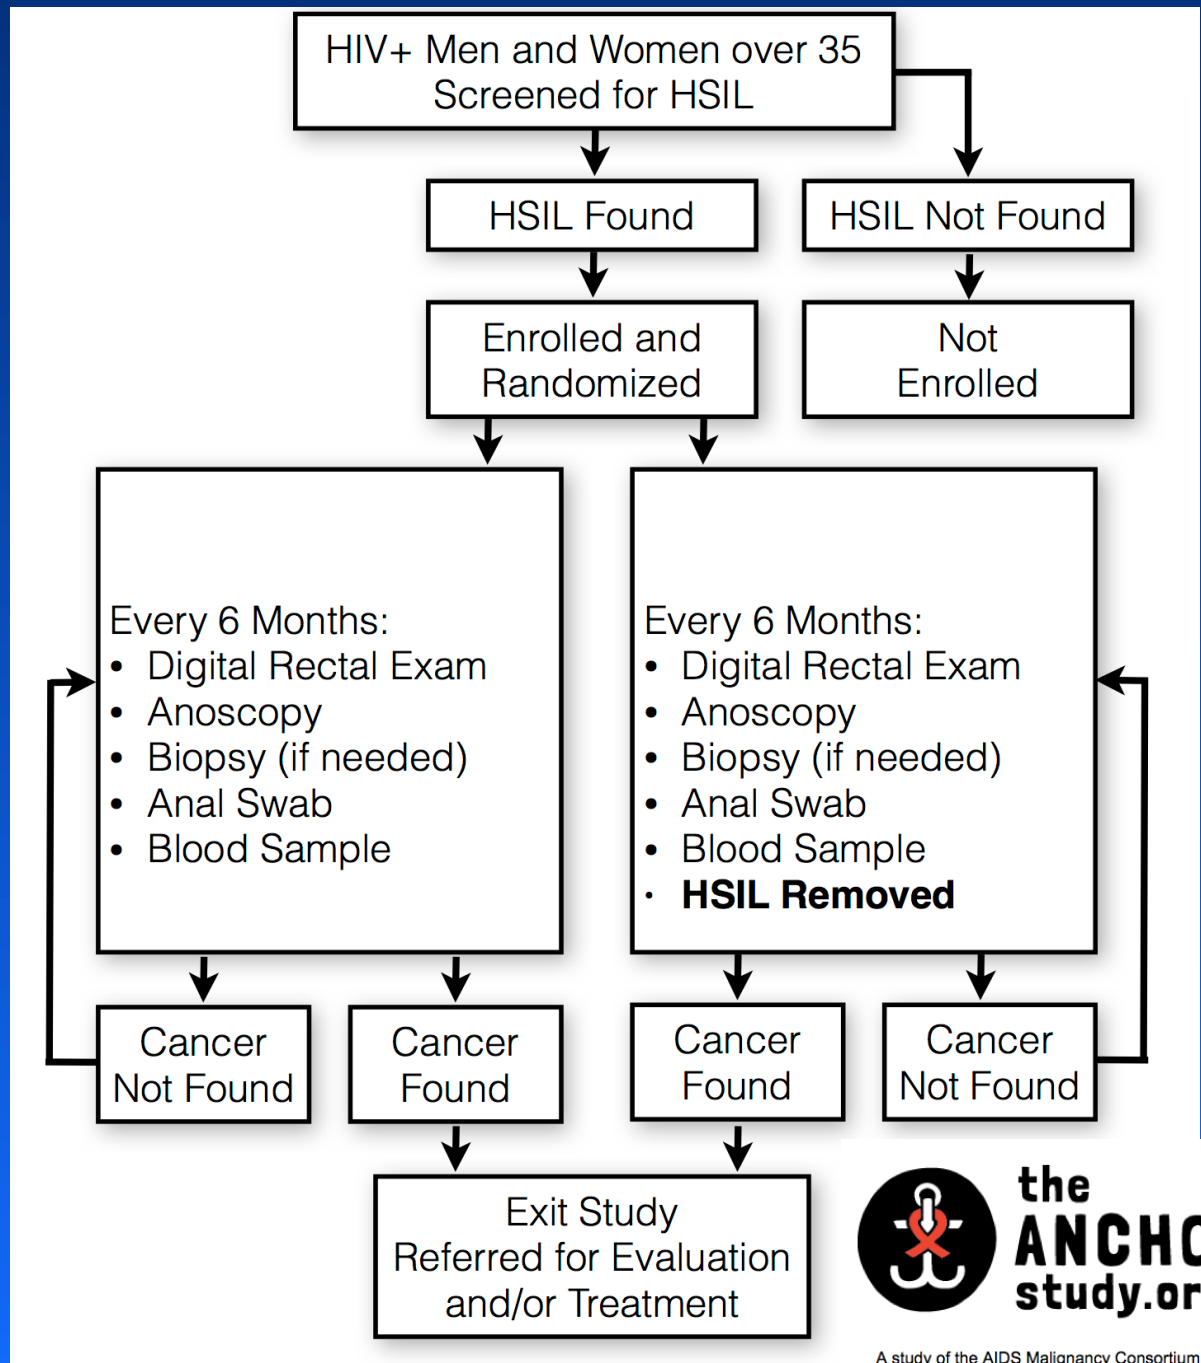 HIV+ Men and Women over 35
Screened for HSIL
HSIL Found
HSIL Not Found
Enrolled and
Randomized
Not
Enrolled
Every 6 Months:
• Digital Rectal Exam
• Anoscopy
• Biopsy (if needed)
• Anal Swab
• Blood Sample
Every 6 Months:
• Digital Rectal Exam
• Anoscopy
• Biopsy (if needed)
• Anal Swab
• Blood Sample
· HSIL Removed
Cancer
Not Found
Cancer
Found
Cancer
Found
Cancer
Not Found
Exit Study
Referred for Evaluation
and/or Treatment
the
ANCHO
study.or
A study of the AIDS Malignancy Consortium